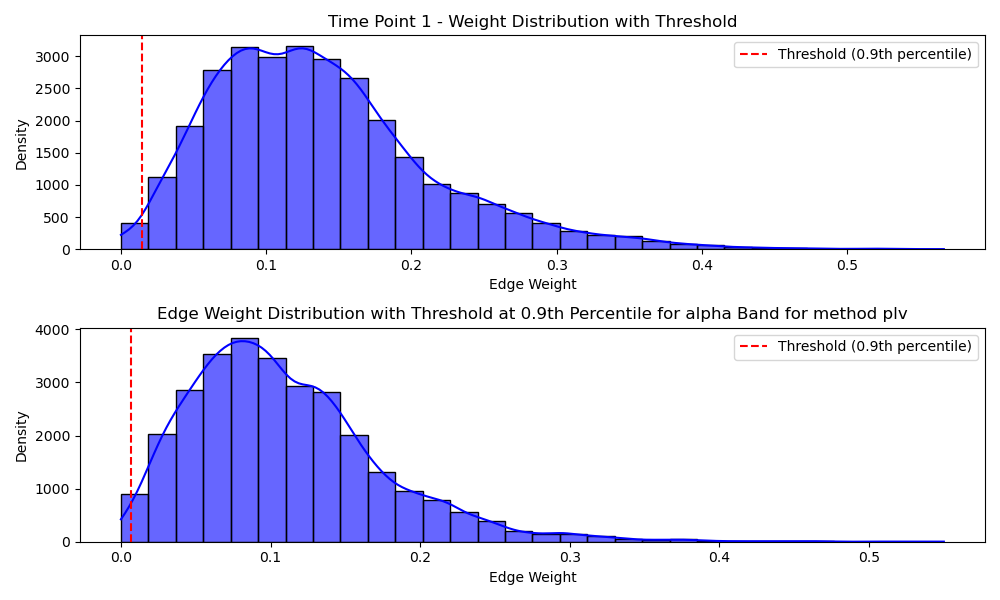 Time Point 1 - Weight Distribution with Threshold
Threshold (0.9th percentile)
Density
3000
2500
2000
1500
1000
500
0
0.0 0.1 0.2 0.3 0.4 0.5
Edge Weight
Edge Weight Distribution with Threshold at 0.9th Percentile for alpha Band for method plv
Threshold (0.9th percentile)
Density
4000
3000
2000
1000
0
0.0 0.1 0.2 0.3 0.4 0.5
Edge Weight